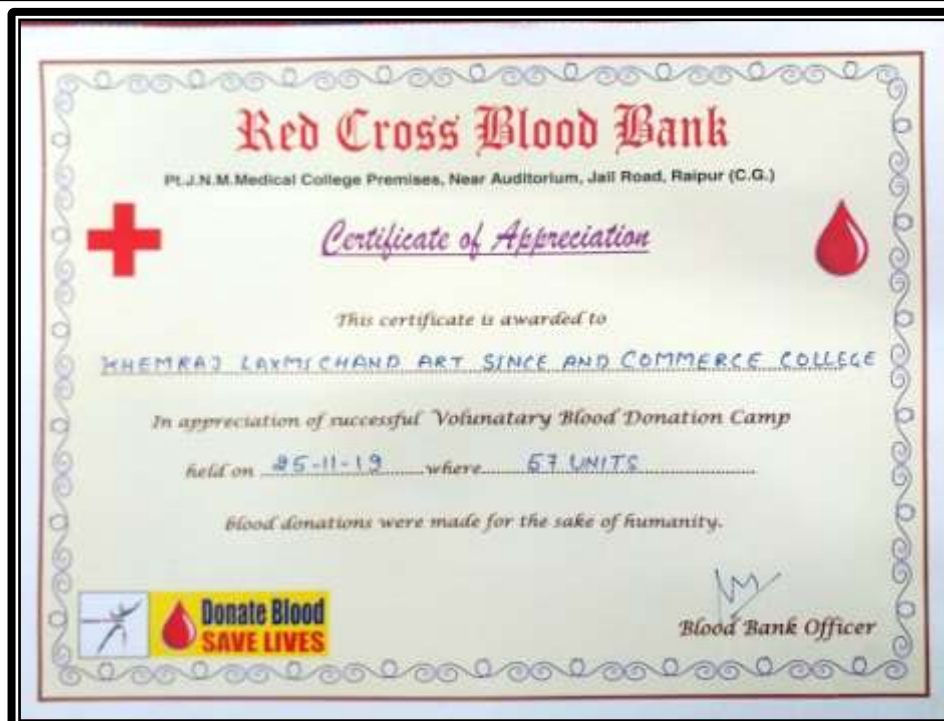 Red Cross Blood Bank
Pt.J.N.M.Medical College Premises, Near Auditorium, Jail Road, Raipur (C.G.)
Certificate of Appreciation
This certificate is awarded to
KHEMRAJ LAXMICHAND ART SINCE AND COMMERCE COLLEGE
In appreciation of successful Volunatary Blood Donation Camp
held on 25-11-19 where 57 UNITS
blood donations were made for the sake of humanity.
Donate Blood
SAVE LIVES
Blood Bank Officer